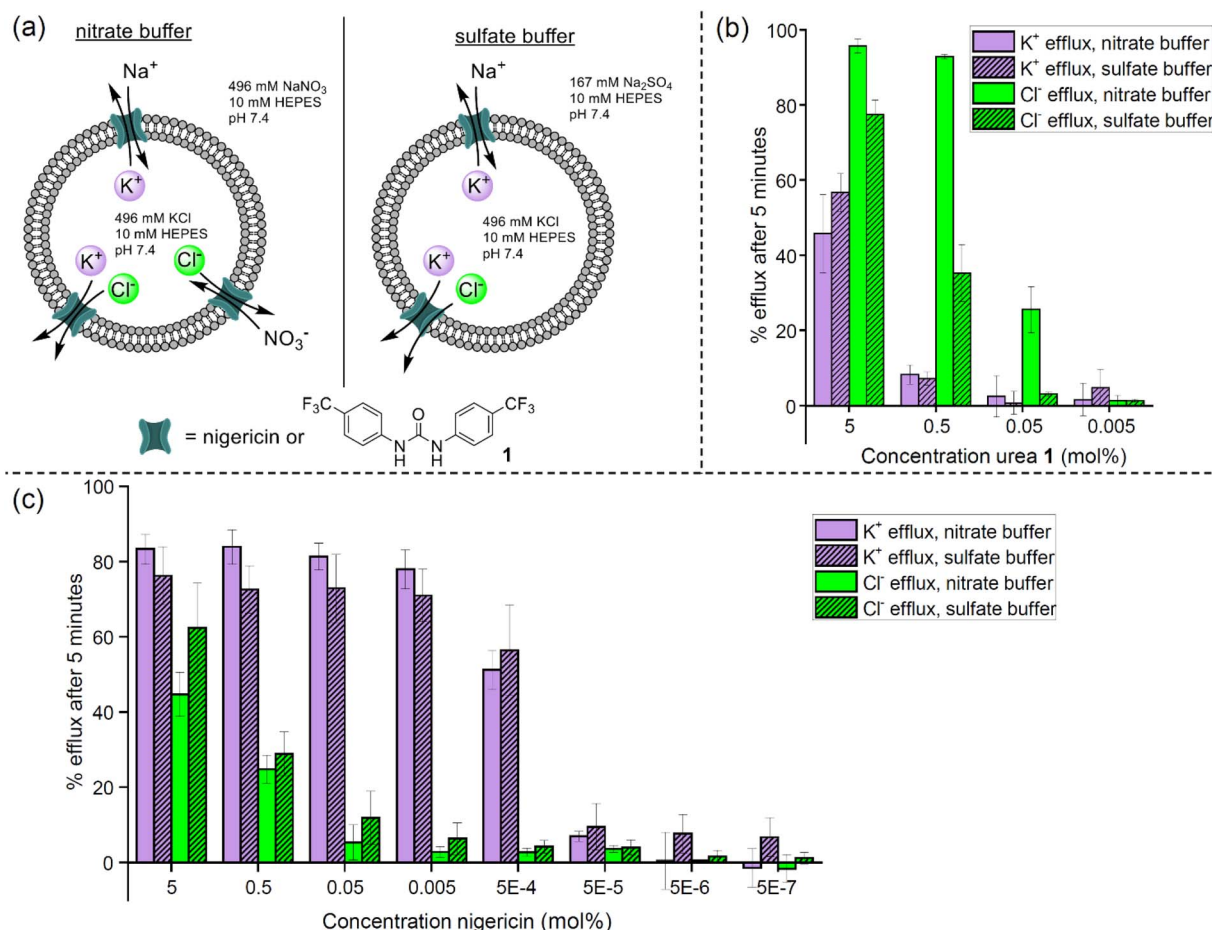 (a)
nitrate buffer
Na⁺
496 mM NaNO₃
10 mM HEPES
pH 7.4
K⁺
496 mM KCl
10 mM HEPES
pH 7.4
K⁺
Cl⁻
Cl⁻
NO₃⁻
sulfate buffer
Na⁺
167 mM Na₂SO₄
10 mM HEPES
pH 7.4
K⁺
496 mM KCl
10 mM HEPES
pH 7.4
K⁺
Cl⁻
= nigericin or
F₃C
O
CF₃
N
H
N
H
1
(b)
% efflux after 5 minutes
100
80
60
40
20
0
K⁺ efflux, nitrate buffer
K⁺ efflux, sulfate buffer
Cl⁻ efflux, nitrate buffer
Cl⁻ efflux, sulfate buffer
5 0.5 0.05 0.005
Concentration urea 1 (mol%)
(c)
% efflux after 5 minutes
100
80
60
40
20
0
K⁺ efflux, nitrate buffer
K⁺ efflux, sulfate buffer
Cl⁻ efflux, nitrate buffer
Cl⁻ efflux, sulfate buffer
5 0.5 0.05 0.005 5E-4 5E-5 5E-6 5E-7
Concentration nigericin (mol%)